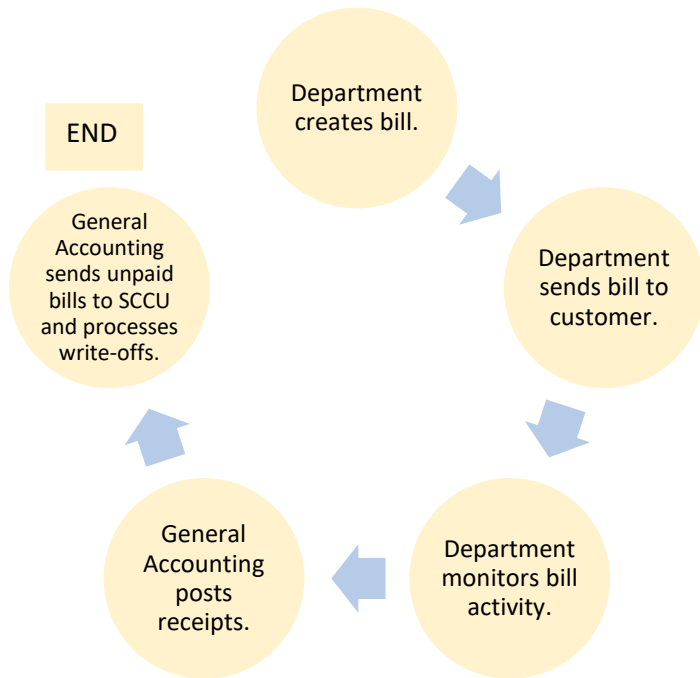 Department
creates bill.
Department
sends bill to
customer.
Department
monitors bill
activity.
General
Accounting
posts
receipts.
General
Accounting
sends unpaid
bills to SCCU
and processes
write-offs.
END